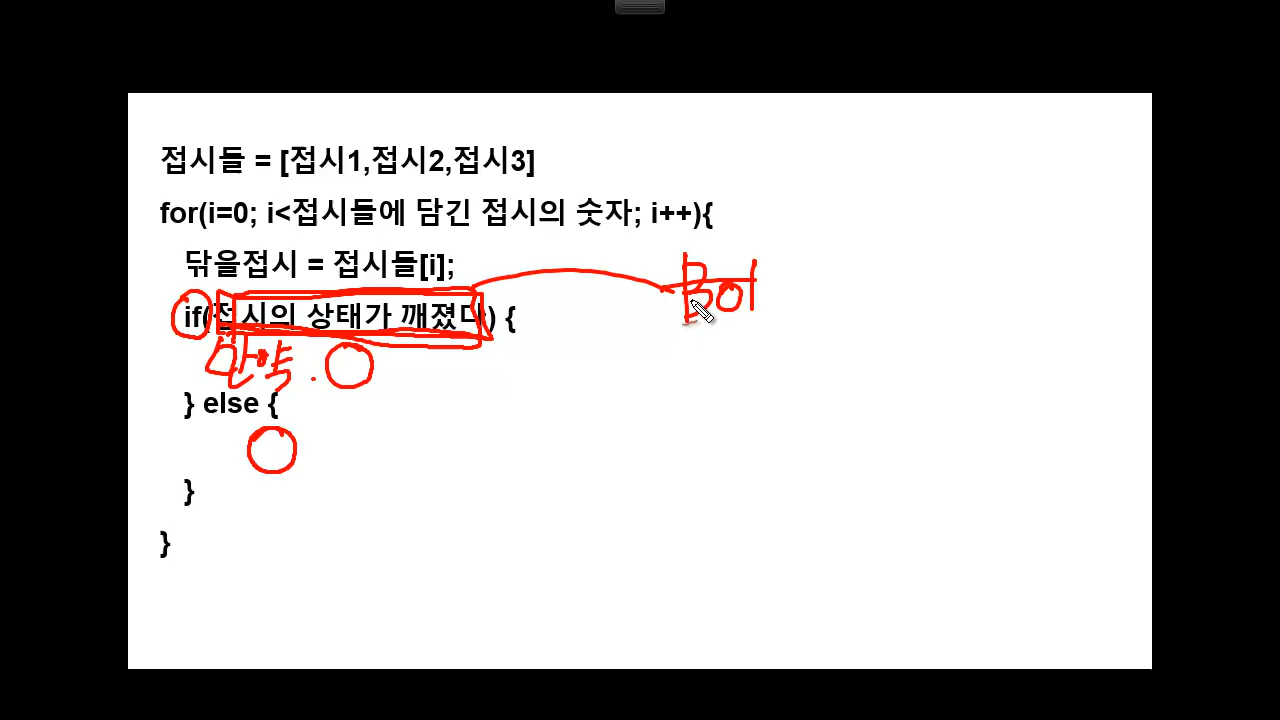 접시들 = [접시1,접시2,접시3]
for(i=0; i<접시들에 담긴 접시의 숫자; i++){
닦을접시 = 접시들[i];
if(접시의 상태가 깨졌다) {
만약
} else {
}
}